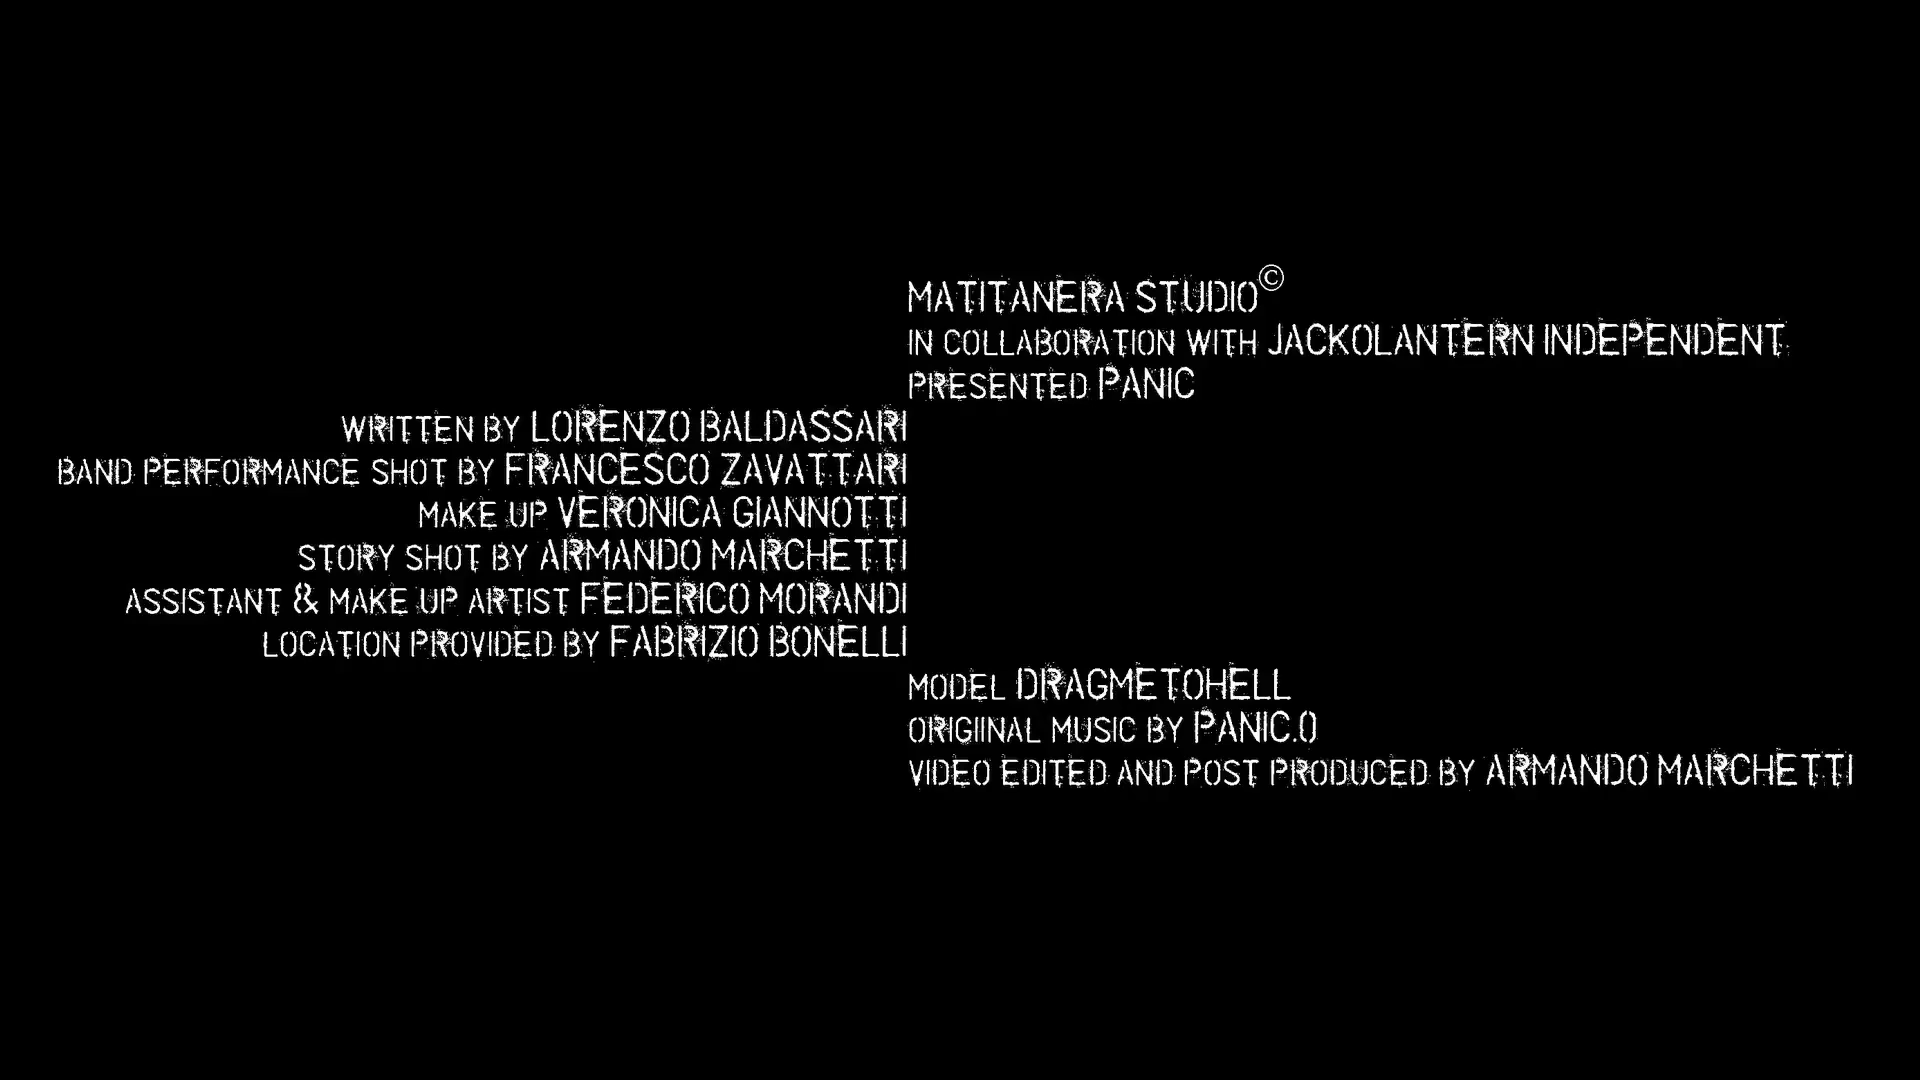 MATITANERA STUDIO©
IN COLLABORATION WITH JACKOLANTERN INDEPENDENT
PRESENTED PANIC
WRITTEN BY LORENZO BALDASSARI
BAND PERFORMANCE SHOT BY FRANCESCO ZAVATTARI
MAKE UP VERONICA GIANNOTTI
STORY SHOT BY ARMANDO MARCHETTI
ASSISTANT & MAKE UP ARTIST FEDERICO MORANDI
LOCATION PROVIDED BY FABRIZIO BONELLI
MODEL DRAGMETOHELL
ORIGIINAL MUSIC BY PANIC.O
VIDEO EDITED AND POST PRODUCED BY ARMANDO MARCHETTI